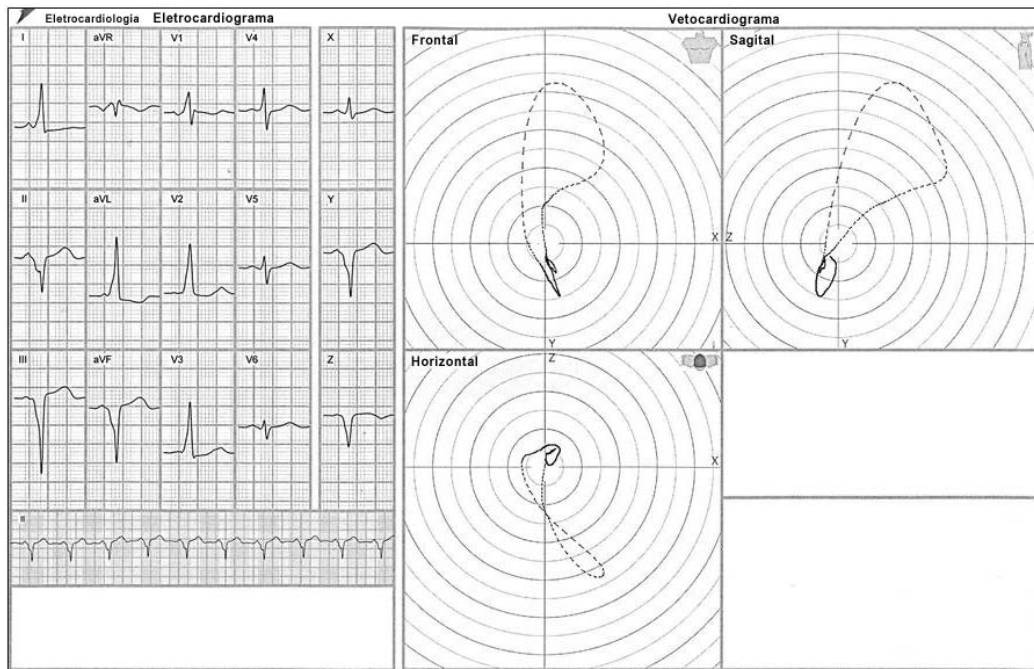 Eletrocardiologia Eletrocardiograma
Vetocardiograma
I aVR V1 V4 X
II aVL V2 V5 Y
III aVF V3 V6 Z
II
Frontal
X
Y
Sagital
Z
Y
Horizontal
Z
X